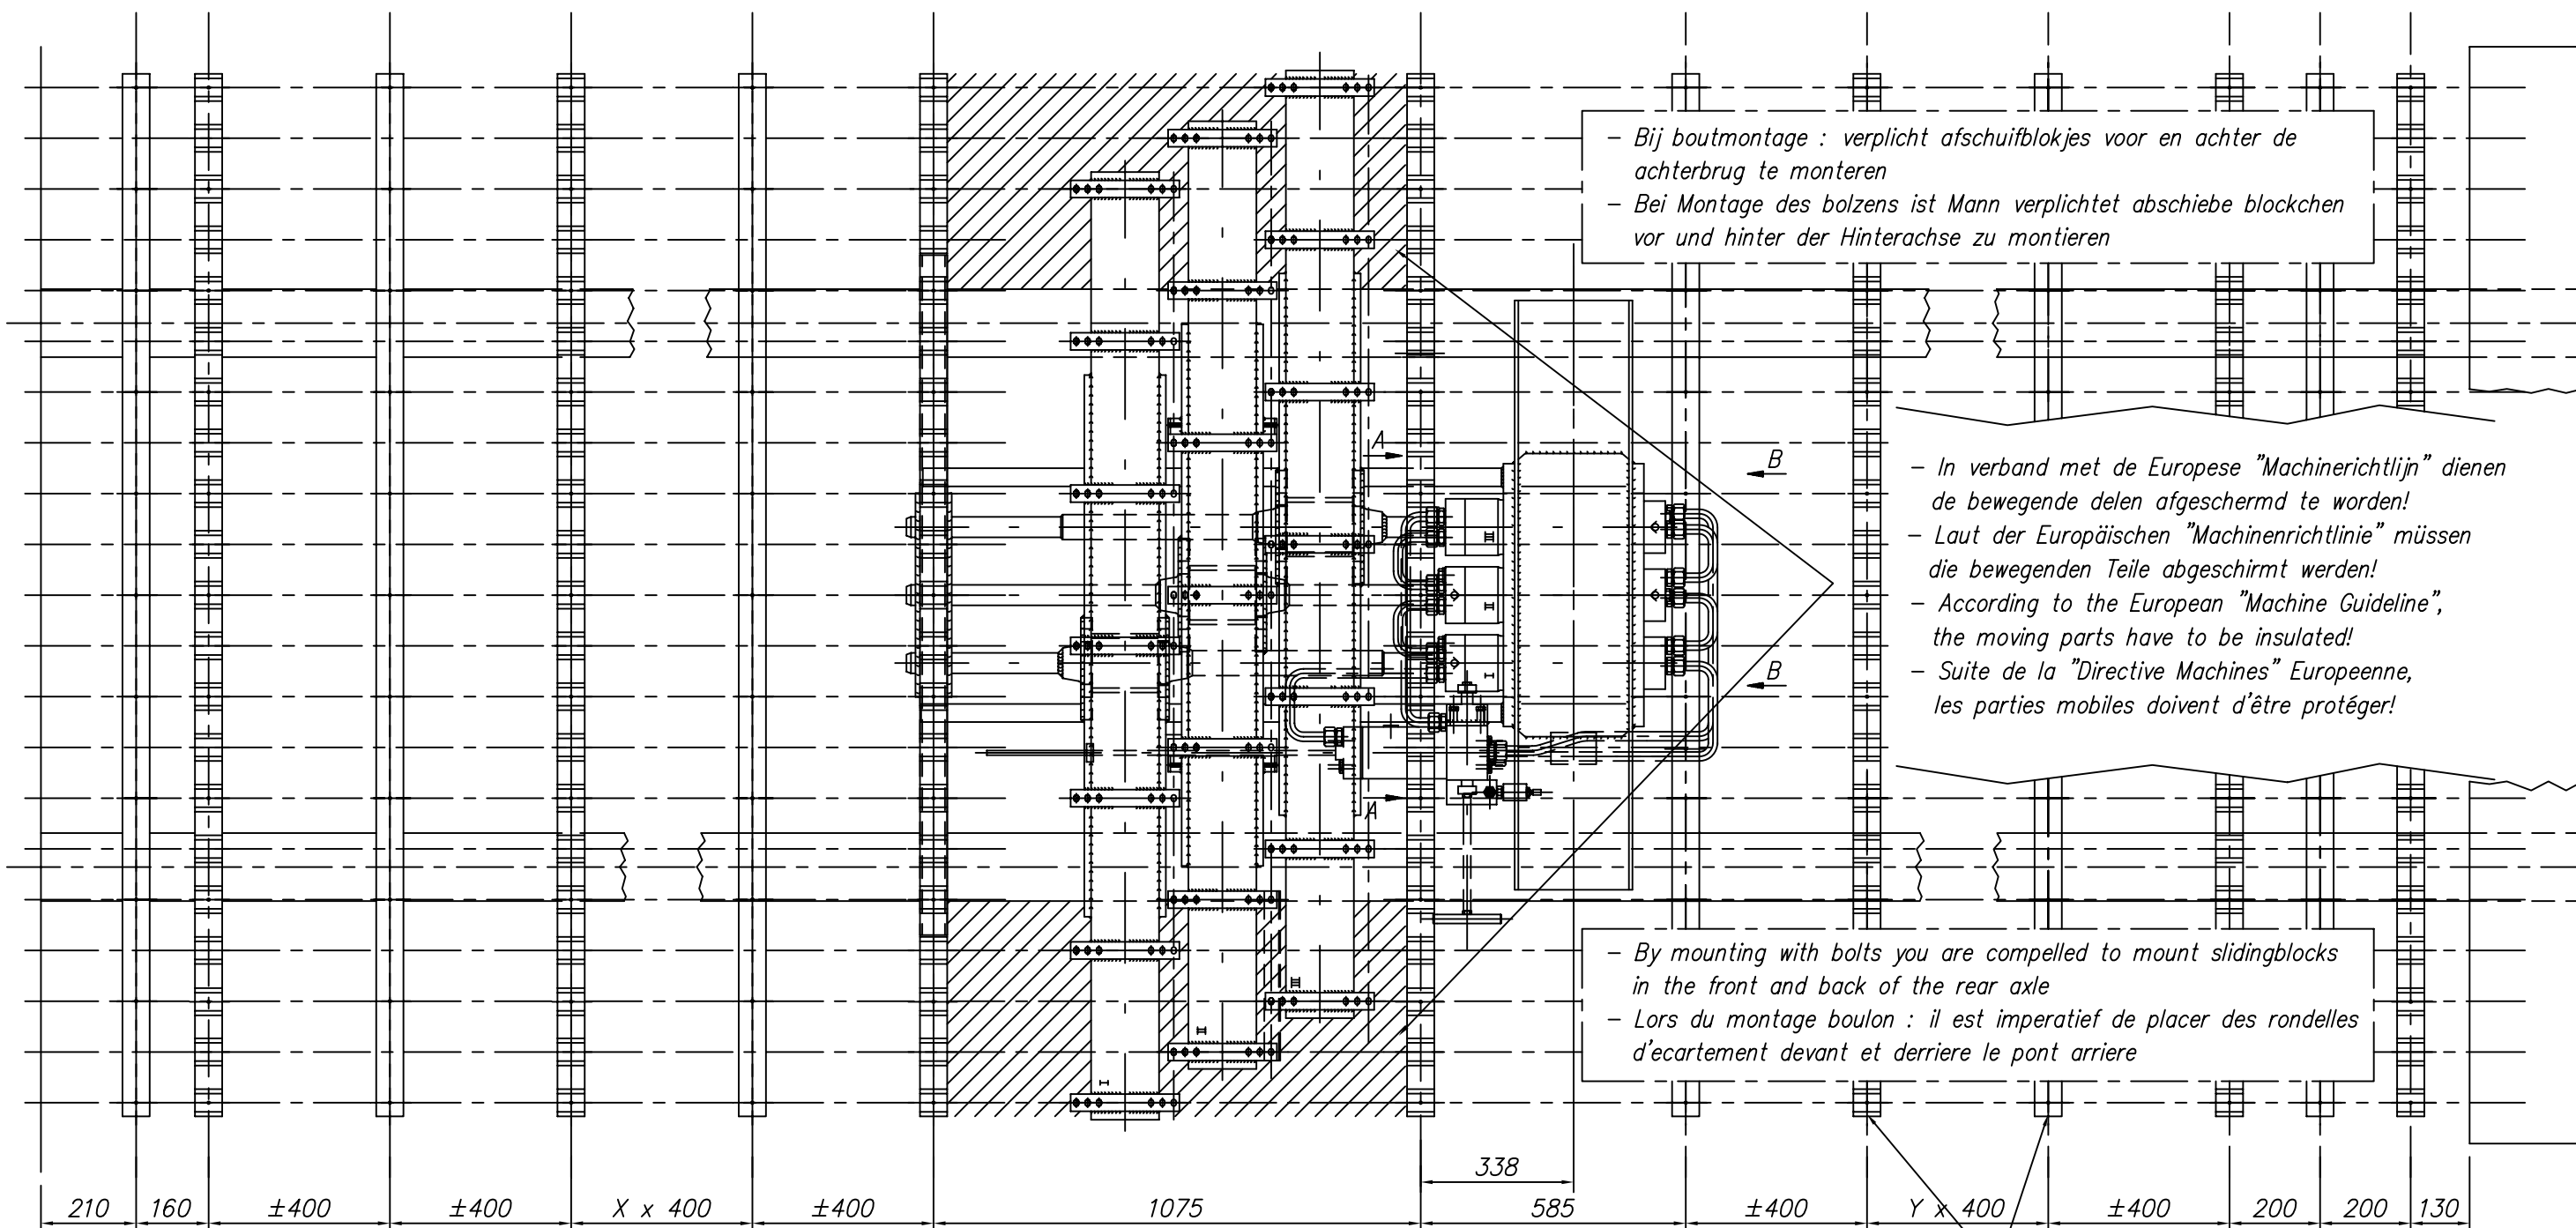 - Bij boutmontage : verplicht afschuifblokjes voor en achter de
achterbrug te monteren
- Bei Montage des bolzens ist Mann verplichtet abschiebe blockchen
vor und hinter der Hinterachse zu montieren
A
B
- In verband met de Europese "Machinerichtlijn" dienen
de bewegende delen afgeschermd te worden!
- Laut der Europäischen "Machinenrichtlinie" müssen
die bewegenden Teile abgeschirmt werden!
- According to the European "Machine Guideline",
the moving parts have to be insulated!
- Suite de la "Directive Machines" Europeenne,
les parties mobiles doivent d'être protéger!
III
II
I
B
A
- By mounting with bolts you are compelled to mount slidingblocks
in the front and back of the rear axle
- Lors du montage boulon : il est imperatief de placer des rondelles
d'ecartement devant et derriere le pont arriere
III
II
I
338
210 160 ±400 ±400 X x 400 ±400 1075 585 ±400 Y x 400 ±400 200 200 130